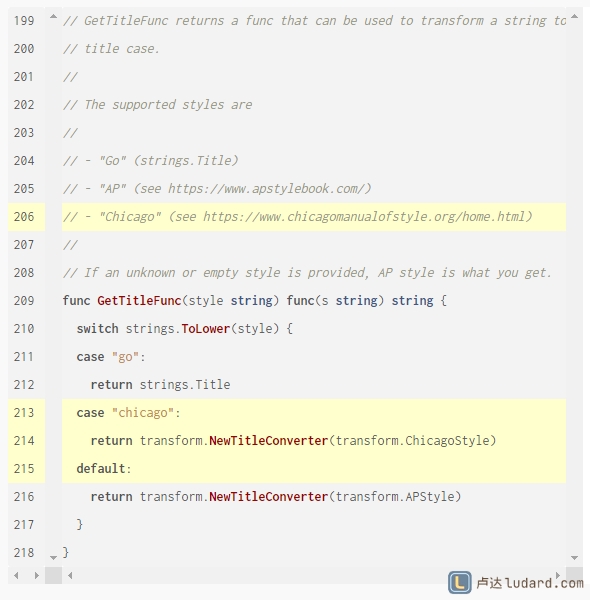 199 // GetTitleFunc returns a func that can be used to transform a string to
200 // title case.
201 //
202 // The supported styles are
203 //
204 // - "Go" (strings.Title)
205 // - "AP" (see https://www.apstylebook.com/)
206 // - "Chicago" (see https://www.chicagomanualofstyle.org/home.html)
207 //
208 // If an unknown or empty style is provided, AP style is what you get.
209 func GetTitleFunc(style string) func(s string) string {
210 switch strings.ToLower(style) {
211 case "go":
212 return strings.Title
213 case "chicago":
214 return transform.NewTitleConverter(transform.ChicagoStyle)
215 default:
216 return transform.NewTitleConverter(transform.APStyle)
217 }
218 }
L 卢达ludard.com